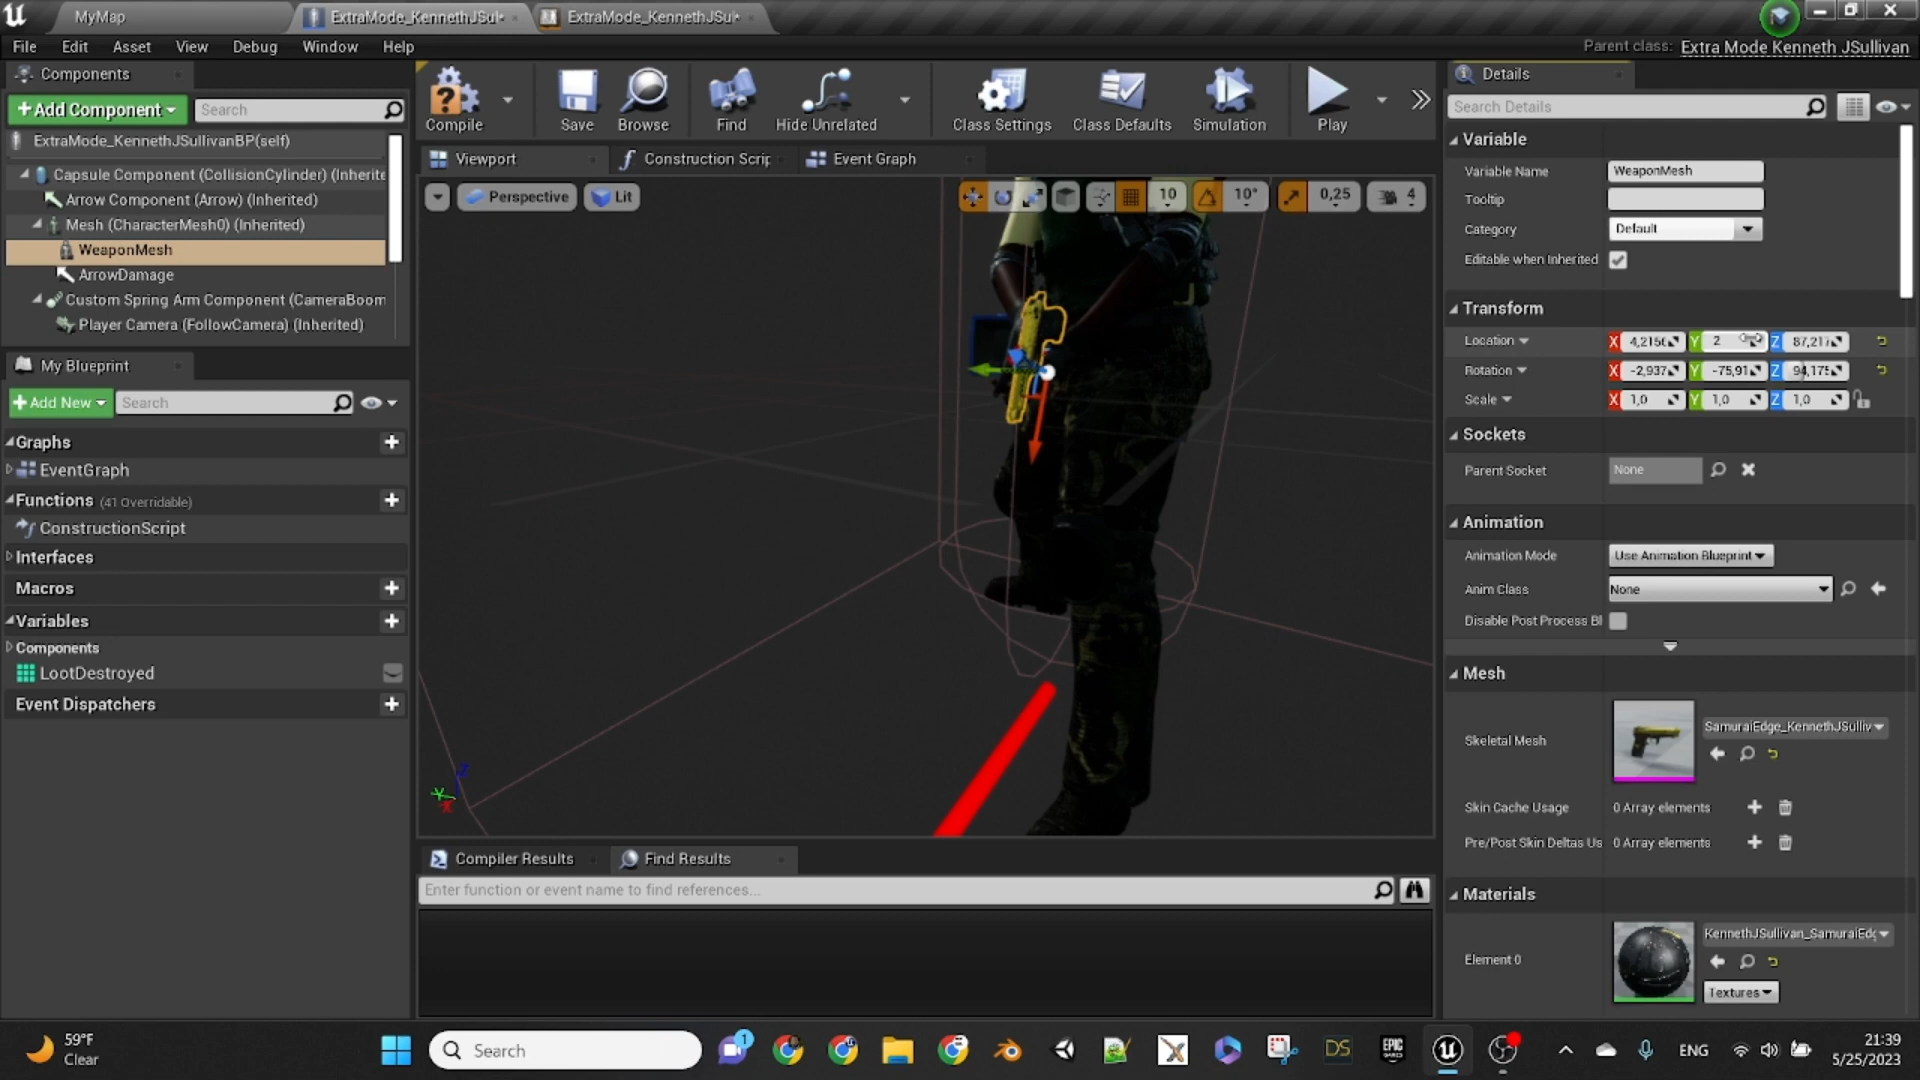 MyMap
ExtraMode_KennethJSul*
ExtraMode_KennethJSul*
File
Edit
Asset
View
Debug
Window
Help
Parent class:
Extra Mode Kenneth JSullivan
Components
+Add Component
Search
ExtraMode_KennethJSullivanBP(self)
Capsule Component (CollisionCylinder) (Inherite
Arrow Component (Arrow) (Inherited)
Mesh (CharacterMesh0) (Inherited)
WeaponMesh
ArrowDamage
Custom Spring Arm Component (CameraBoom
Player Camera (FollowCamera) (Inherited)
My Blueprint
+Add New
Search
Graphs
EventGraph
Functions (41 Overridable)
ConstructionScript
Interfaces
Macros
Variables
Components
LootDestroyed
Event Dispatchers
Compile
Save
Browse
Find
Hide Unrelated
Class Settings
Class Defaults
Simulation
Play
Viewport
Construction Scrip
Event Graph
Perspective
Lit
10
10°
0,25
4
Z
Compiler Results
Find Results
Enter function or event name to find references...
Details
Search Details
Variable
Variable Name
WeaponMesh
Tooltip
Category
Default
Editable when Inherited
Transform
Location
X
4,2156
Y
2
Z
87,217
Rotation
X
-2,937
Y
-75,91
Z
94,175
Scale
X
1,0
Y
1,0
Z
1,0
Sockets
Parent Socket
None
Animation
Animation Mode
Use Animation Blueprint
Anim Class
None
Disable Post Process Bl
Mesh
Skeletal Mesh
SamuraiEdge_KennethJSulliv
Skin Cache Usage
0 Array elements
Pre/Post Skin Deltas Us
0 Array elements
Materials
Element 0
KennethJSullivan_SamuraiEdg
Textures
59°F
Clear
Search
1
DS
EPIC
GAMES
ENG
21:39
5/25/2023